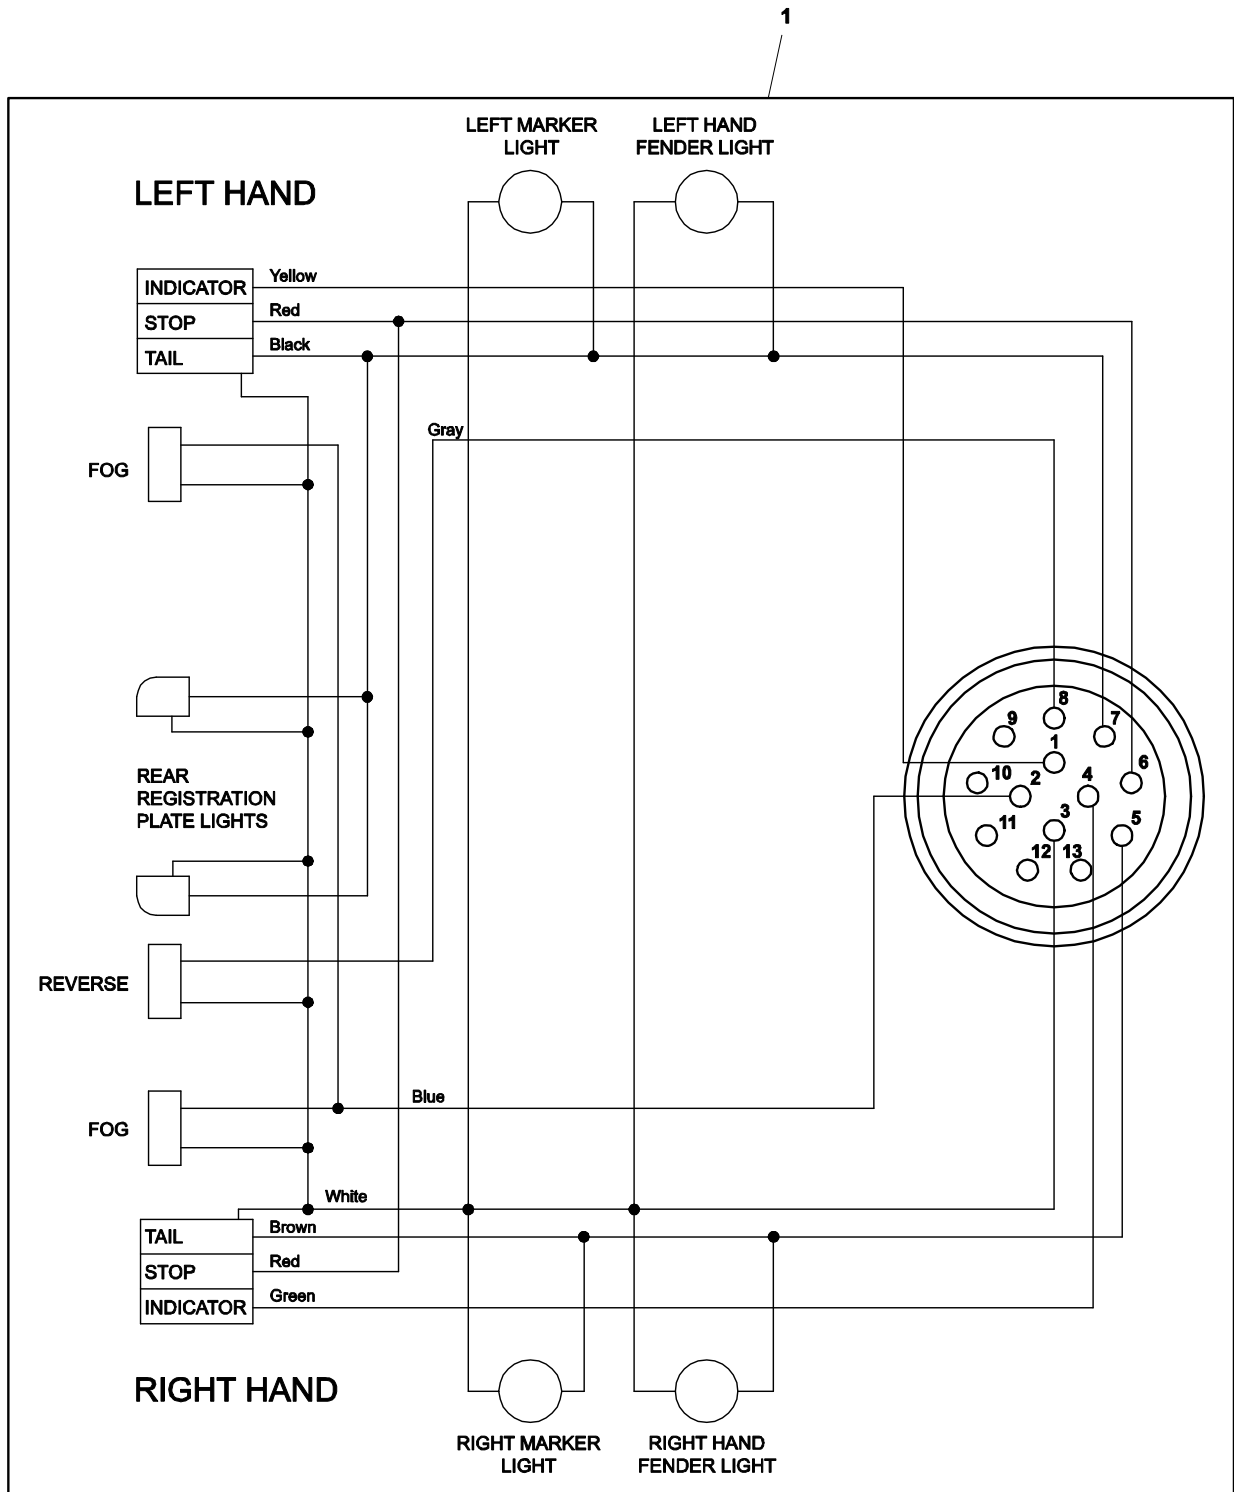 1
LEFT MARKER
LIGHT
LEFT HAND
FENDER LIGHT
LEFT HAND
INDICATOR
Yellow
STOP
Red
TAIL
Black
Gray
FOG
8
9
7
1
6
10
2
4
3
5
11
12
13
REAR
REGISTRATION
PLATE LIGHTS
REVERSE
Blue
FOG
White
TAIL
Brown
STOP
Red
INDICATOR
Green
RIGHT HAND
RIGHT MARKER
LIGHT
RIGHT HAND
FENDER LIGHT